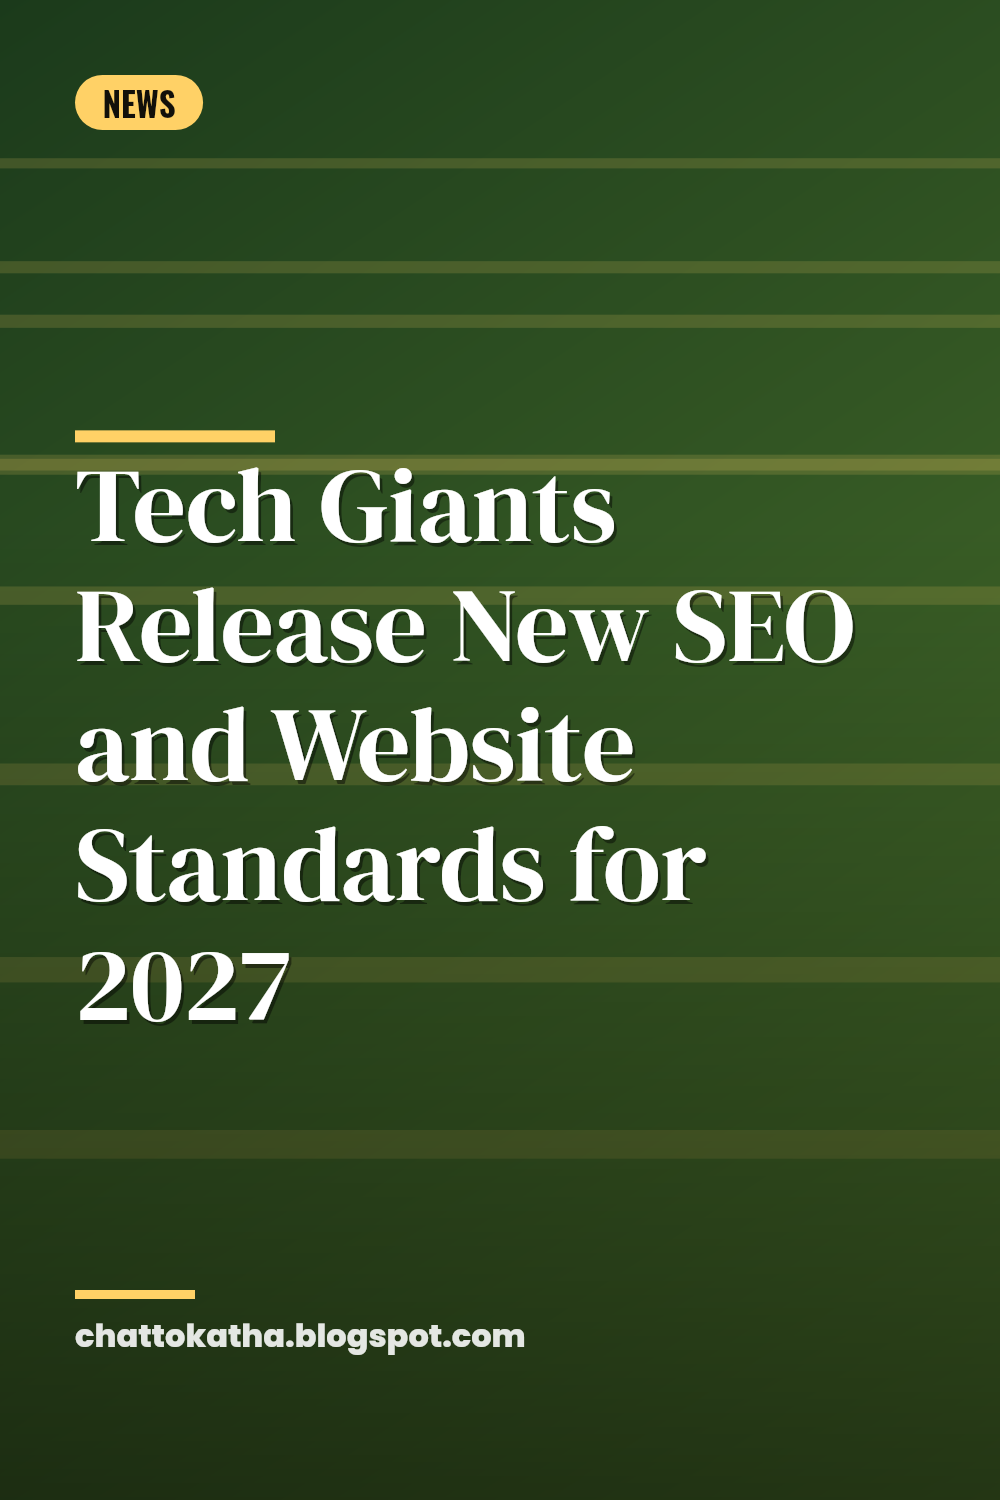 NEWS
Tech Giants
Release New SEO
and Website
Standards for
2027
chattokatha.blogspot.com